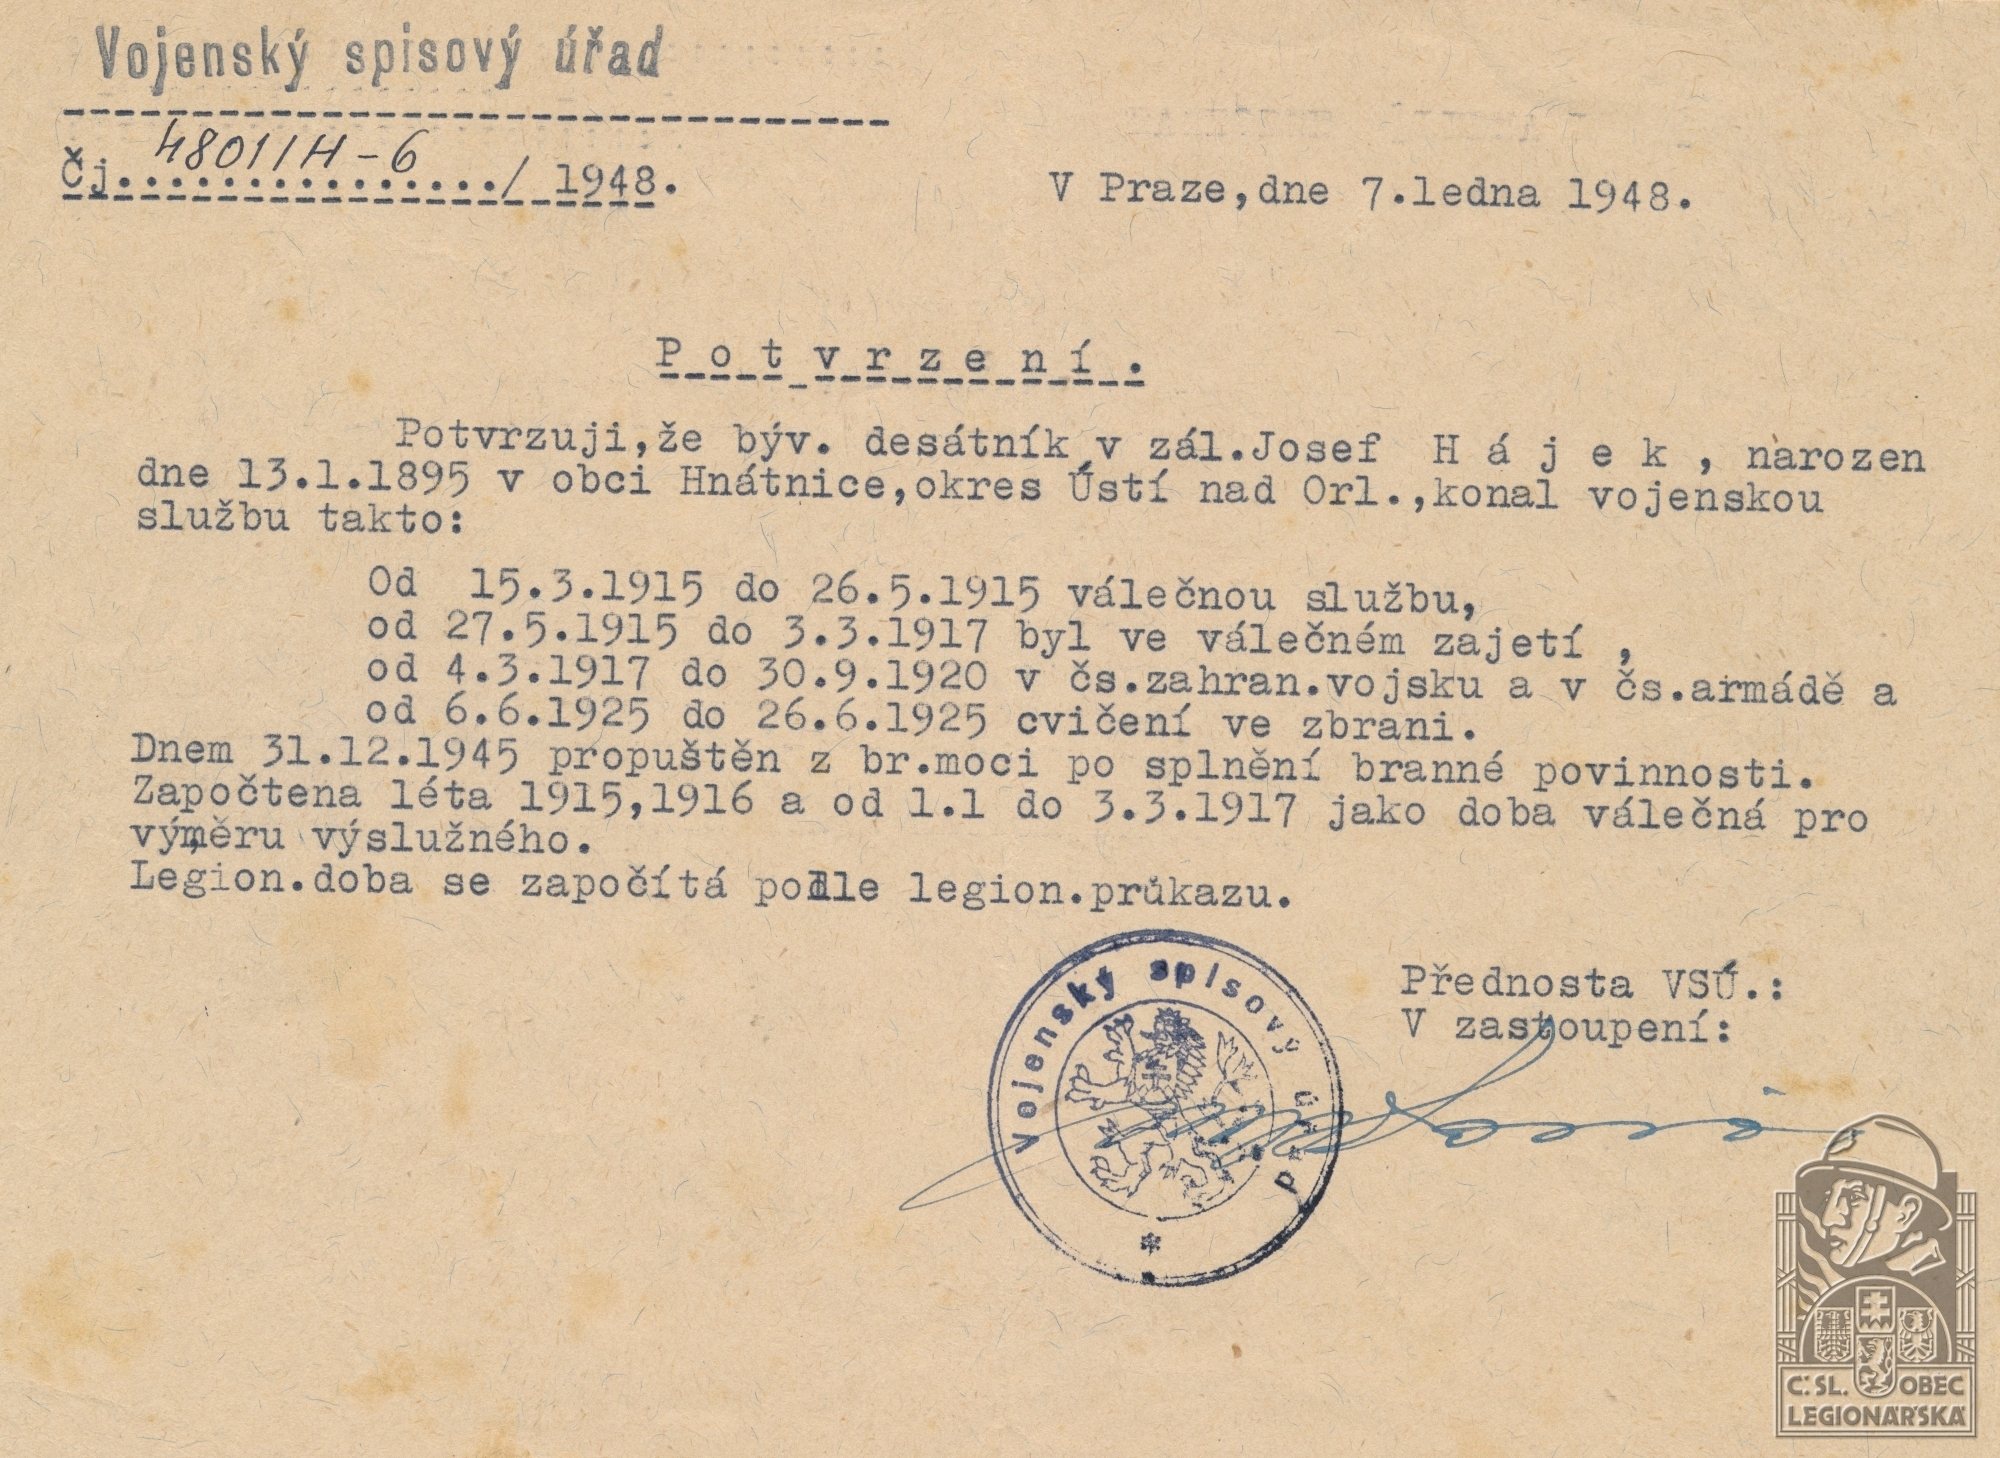 Vojenský spisový úřad
Čj. 48011H-6 / 1948.
V Praze,dne 7.ledna 1948.
P o t v r z e n í .
Potvrzuji,že býv. desátník v zál.Josef H á j e k , narozen
dne 13.1.1895 v obci Hnátnice,okres Ústí nad Orl.,konal vojenskou
službu takto:
Od 15.3.1915 do 26.5.1915 válečnou službu,
od 27.5.1915 do 3.3.1917 byl ve válečném zajetí ,
od 4.3.1917 do 30.9.1920 v čs.zahran.vojsku a v čs.armádě a
od 6.6.1925 do 26.6.1925 cvičení ve zbrani.
Dnem 31.12.1945 propuštěn z br.moci po splnění branné povinnosti.
Započtena léta 1915,1916 a od 1.1 do 3.3.1917 jako doba válečná pro
výměru výslužného.
Legion.doba se započítá podle legion.průkazu.
Přednosta VSÚ.:
V zastoupení:
Vojenský spisový úřad
Č. SL. OBEC
LEGIONÁŘSKÁ